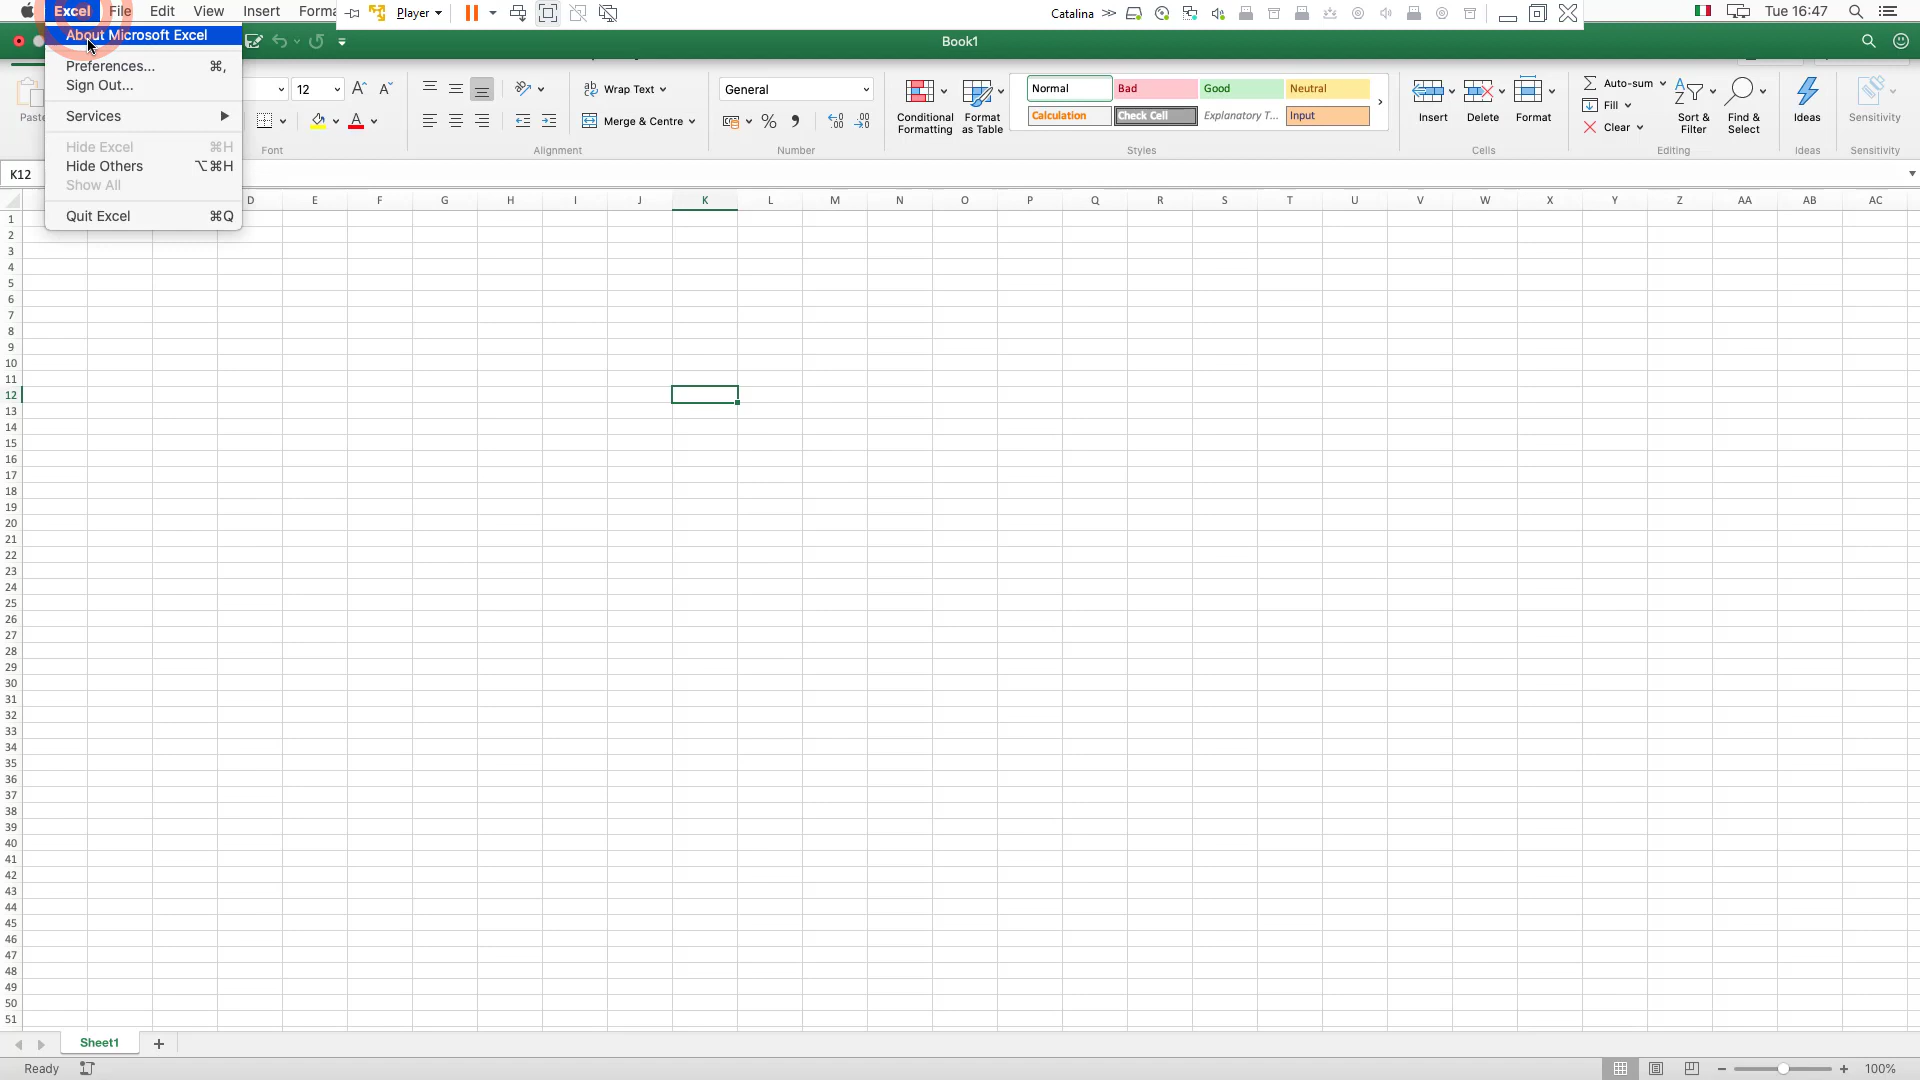 Excel File Edit View Insert Forma Player Catalina Tue 16:47
Book1
About Microsoft Excel
Preferences... ⌘,
Sign Out...
Services
Hide Excel ⌘H
Hide Others ⌥⌘H
Show All
Quit Excel ⌘Q
Paste
12
Font
Wrap Text
Merge & Centre
Alignment
General
Number
Conditional Formatting
Format as Table
Normal Bad Good Neutral
Calculation Check Cell Explanatory T... Input
Styles
Insert Delete Format
Cells
Auto-sum
Fill
Clear
Sort & Filter
Find & Select
Editing
Ideas
Ideas
Sensitivity
Sensitivity
K12
D E F G H I J K L M N O P Q R S T U V W X Y Z AA AB AC
1
2
3
4
5
6
7
8
9
10
11
12
13
14
15
16
17
18
19
20
21
22
23
24
25
26
27
28
29
30
31
32
33
34
35
36
37
38
39
40
41
42
43
44
45
46
47
48
49
50
51
Sheet1
Ready 100%